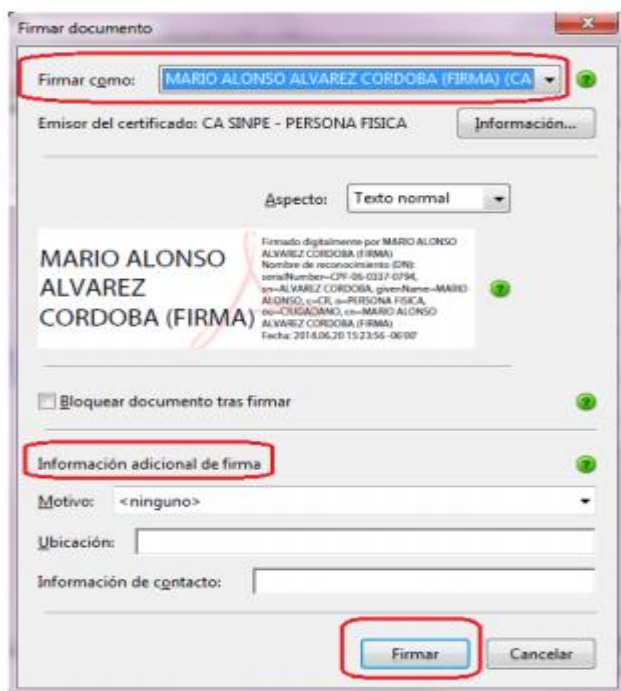 Firmar documento
Firmar como: MARIO ALONSO ALVAREZ CORDOBA (FIRMA) (CA
Emisor del certificado: CA SINPE - PERSONA FISICA
Información...
Aspecto: Texto normal
MARIO ALONSO
ALVAREZ
CORDOBA (FIRMA)
Firmado digitalmente por MARIO ALONSO
ALVAREZ CORDOBA (FIRMA)
Nombre de reconocimiento (DN):
serialNumber=CPF-06-0337-0794,
sn=ALVAREZ CORDOBA, givenName=MARIO
ALONSO, c=CR, o=PERSONA FISICA,
ou=CIUDADANO, cn=MARIO ALONSO
ALVAREZ CORDOBA (FIRMA)
Fecha: 2014.06.20 15:23:56 -06'00'
Bloquear documento tras firmar
Información adicional de firma
Motivo: <ninguno>
Ubicación:
Información de contacto:
Firmar Cancelar